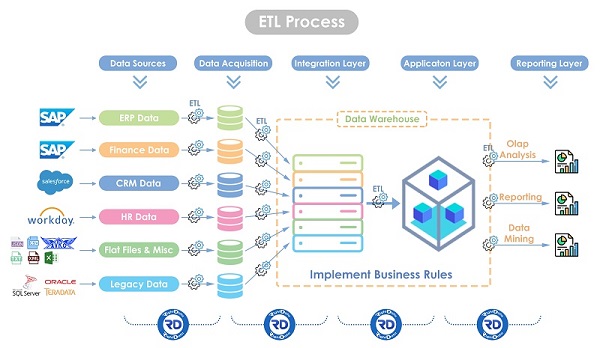 ETL Process
Data Sources
Data Acquisition
Integration Layer
Applicaton Layer
Reporting Layer
SAP
ERP Data
ETL
ETL
Data Warehouse
SAP
Finance Data
ETL
Olap
Analysis
salesforce
CRM Data
ETL
Reporting
workday.
HR Data
Data
Mining
Flat Files & Misc
Implement Business Rules
SQL Server
ORACLE
TERADATA
Legacy Data
RD
RD
RD
RD